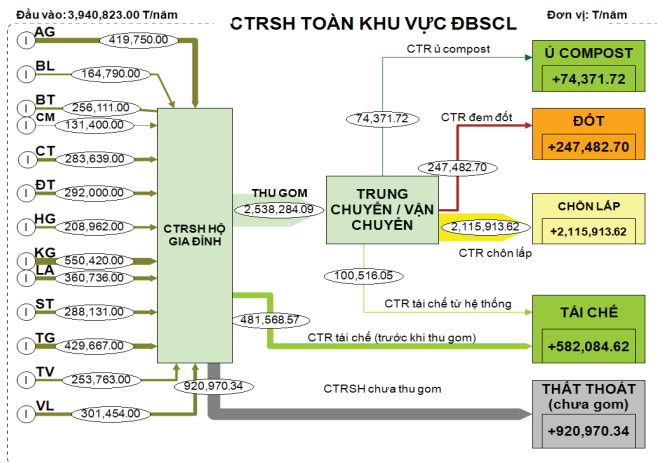 Đầu vào: 3,940,823.00 T/năm
CTRSH TOÀN KHU VỰC ĐBSCL
Đơn vị: T/năm
I AG 419,750.00
I BL 164,790.00
I BT 256,111.00
I CM 131,400.00
I CT 283,639.00
I ĐT 292,000.00
I HG 208,962.00
I KG 550,420.00
I LA 360,736.00
I ST 288,131.00
I TG 429,667.00
I TV 253,763.00
I VL 301,454.00
CTRSH HỘ
GIA ĐÌNH
THU GOM
2,538,284.09
TRUNG
CHUYỂN / VẬN
CHUYỂN
CTR ủ compost
74,371.72
CTR đem đốt
247,482.70
2,115,913.62
CTR chôn lấp
100,516.05
CTR tái chế từ hệ thống
481,568.57
CTR tái chế (trước khi thu gom)
920,970.34
CTRSH chưa thu gom
Ủ COMPOST
+74,371.72
ĐỐT
+247,482.70
CHÔN LẤP
+2,115,913.62
TÁI CHẾ
+582,084.62
THẤT THOÁT
(chưa gom)
+920,970.34